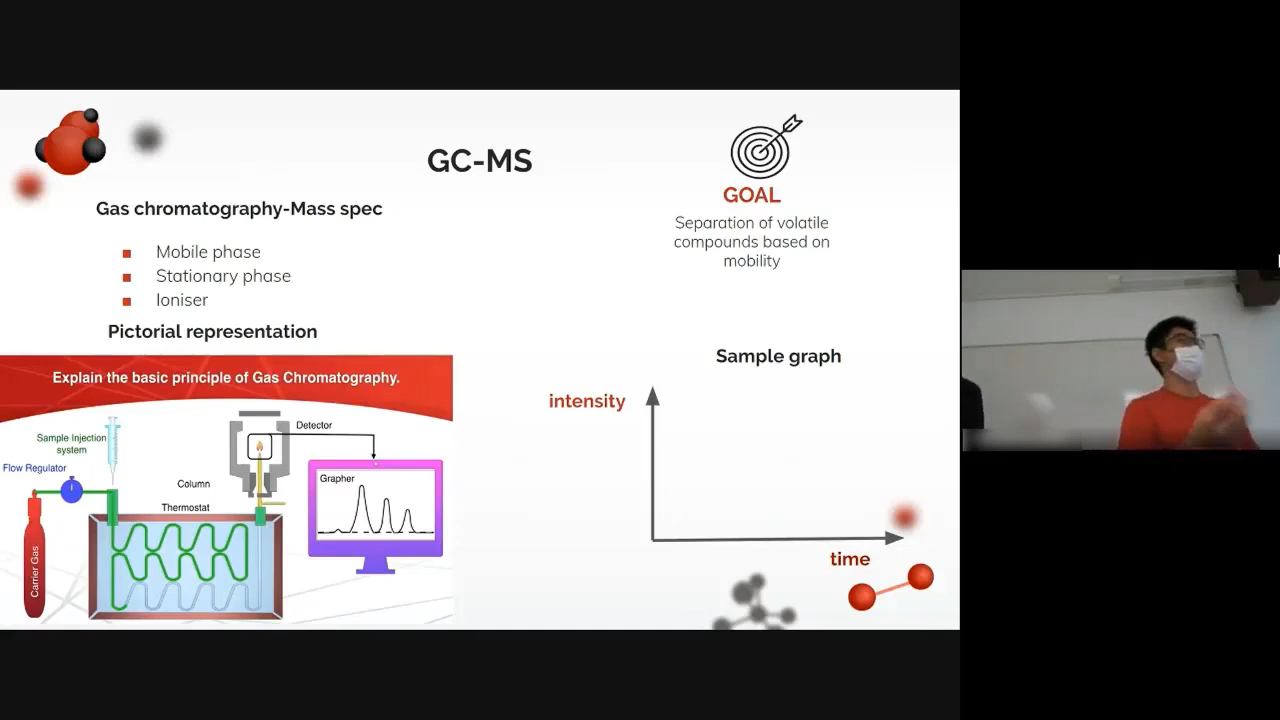 GC-MS
GOAL
Separation of volatile
compounds based on
mobility
Gas chromatography-Mass spec
Mobile phase
Stationary phase
Ioniser
Pictorial representation
Explain the basic principle of Gas Chromatography.
Sample Injection
system
Flow Regulator
Carrier Gas
Column
Thermostat
Detector
Grapher
Sample graph
intensity
time